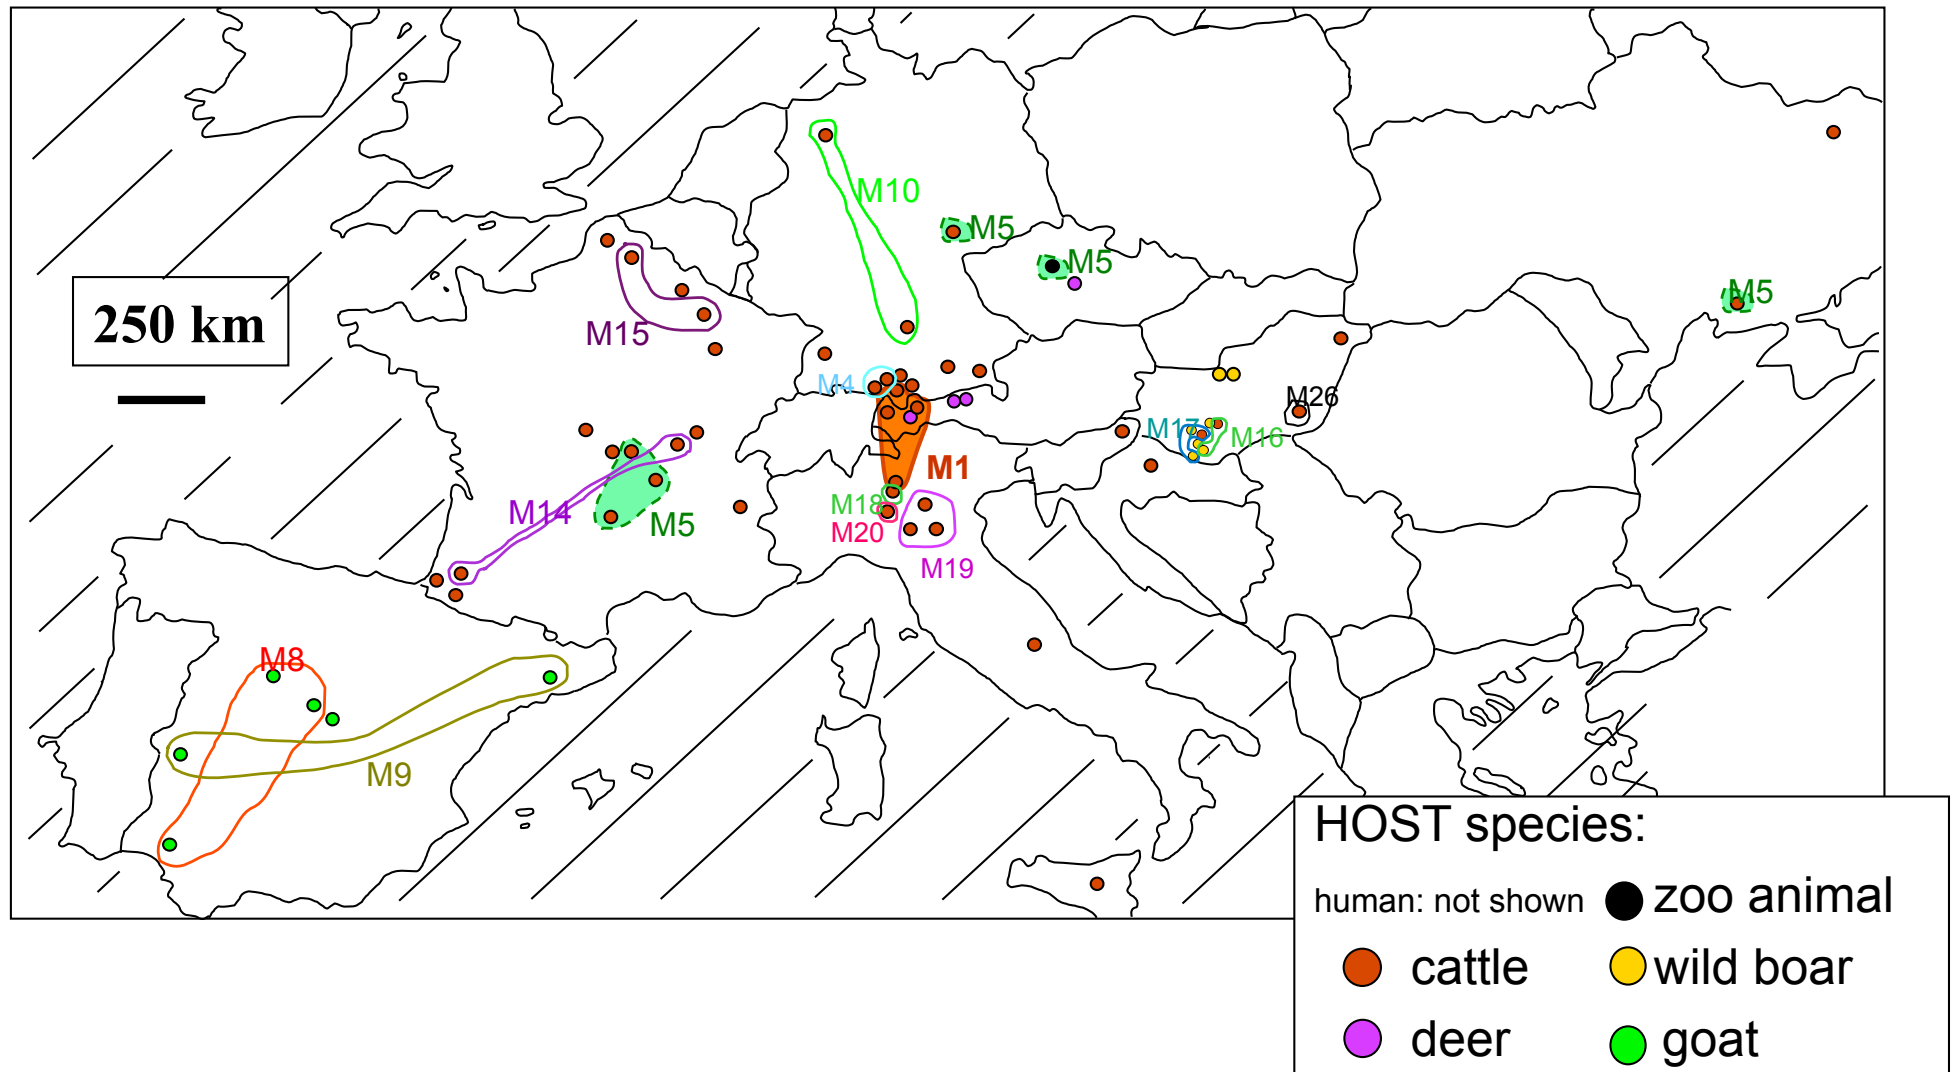 M10
M5
M5
M5
250 km
M15
M4
M26
M17
M16
M1
M14
M5
M18
M20
M19
M8
M9
HOST species:
human: not shown
zoo animal
cattle
wild boar
deer
goat